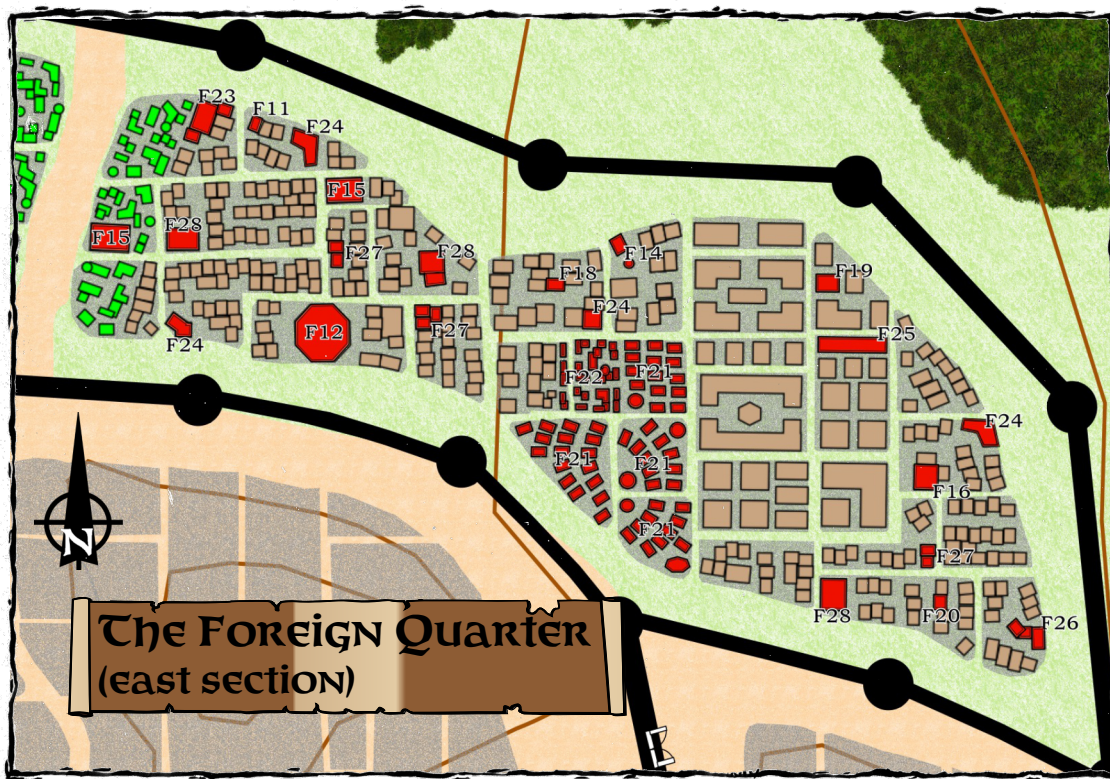 F23
F11
F24
F15
F28
F15
F27
F28
F14
F18
F19
F24
F12
F27
F24
F25
F22
F21
F24
F21
F21
F16
F21
F27
F28
F20
F26
N
The Foreign Quarter
(east section)